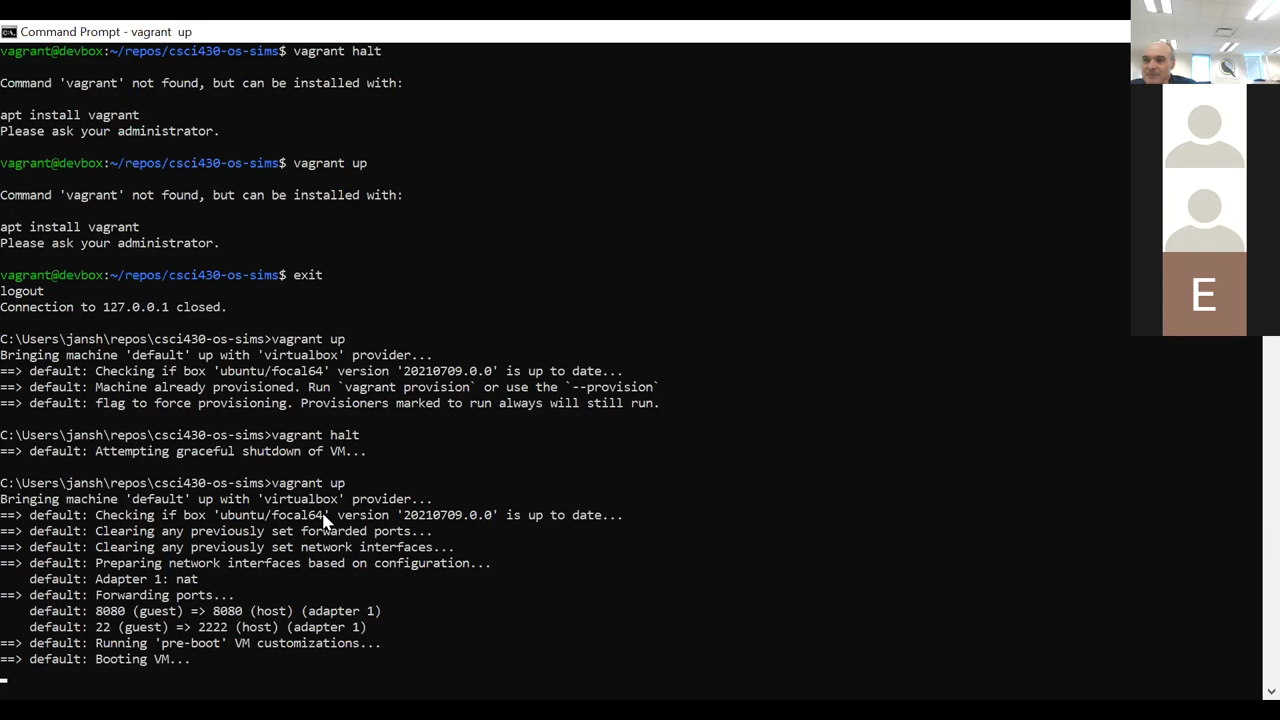 Command Prompt - vagrant  up
vagrant@devbox:~/repos/csci430-os-sims$ vagrant halt
Command 'vagrant' not found, but can be installed with:
apt install vagrant
Please ask your administrator.
vagrant@devbox:~/repos/csci430-os-sims$ vagrant up
Command 'vagrant' not found, but can be installed with:
apt install vagrant
Please ask your administrator.
vagrant@devbox:~/repos/csci430-os-sims$ exit
logout
Connection to 127.0.0.1 closed.
C:\Users\jansh\repos\csci430-os-sims>vagrant up
Bringing machine 'default' up with 'virtualbox' provider...
==> default: Checking if box 'ubuntu/focal64' version '20210709.0.0' is up to date...
==> default: Machine already provisioned. Run `vagrant provision` or use the `--provision`
==> default: flag to force provisioning. Provisioners marked to run always will still run.
C:\Users\jansh\repos\csci430-os-sims>vagrant halt
==> default: Attempting graceful shutdown of VM...
C:\Users\jansh\repos\csci430-os-sims>vagrant up
Bringing machine 'default' up with 'virtualbox' provider...
==> default: Checking if box 'ubuntu/focal64' version '20210709.0.0' is up to date...
==> default: Clearing any previously set forwarded ports...
==> default: Clearing any previously set network interfaces...
==> default: Preparing network interfaces based on configuration...
    default: Adapter 1: nat
==> default: Forwarding ports...
    default: 8080 (guest) => 8080 (host) (adapter 1)
    default: 22 (guest) => 2222 (host) (adapter 1)
==> default: Running 'pre-boot' VM customizations...
==> default: Booting VM...
E